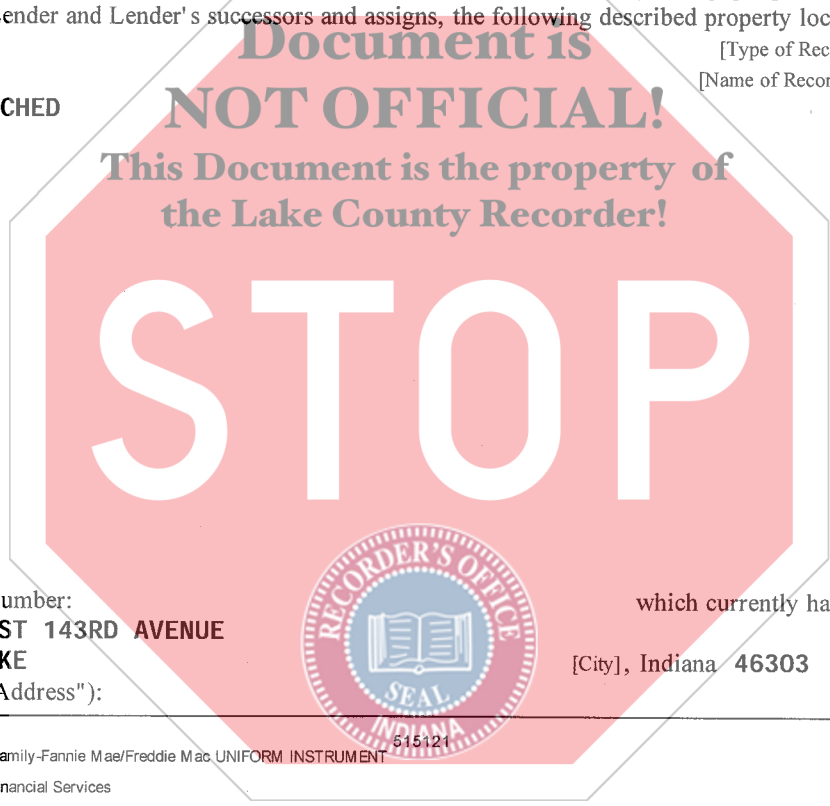 ender and Lender's successors and assigns, the following described property loc
Document is
[Type of Rec
[Name of Recor
NOT OFFICIAL!
CHED
This Document is the property of
the Lake County Recorder!
STOP
RECORDER'S OFFICE
SEAL
INDIANA
umber:
which currently ha
ST 143RD AVENUE
KE
[City], Indiana 46303
Address"):
515121
amily-Fannie Mae/Freddie Mac UNIFORM INSTRUMENT
nancial Services